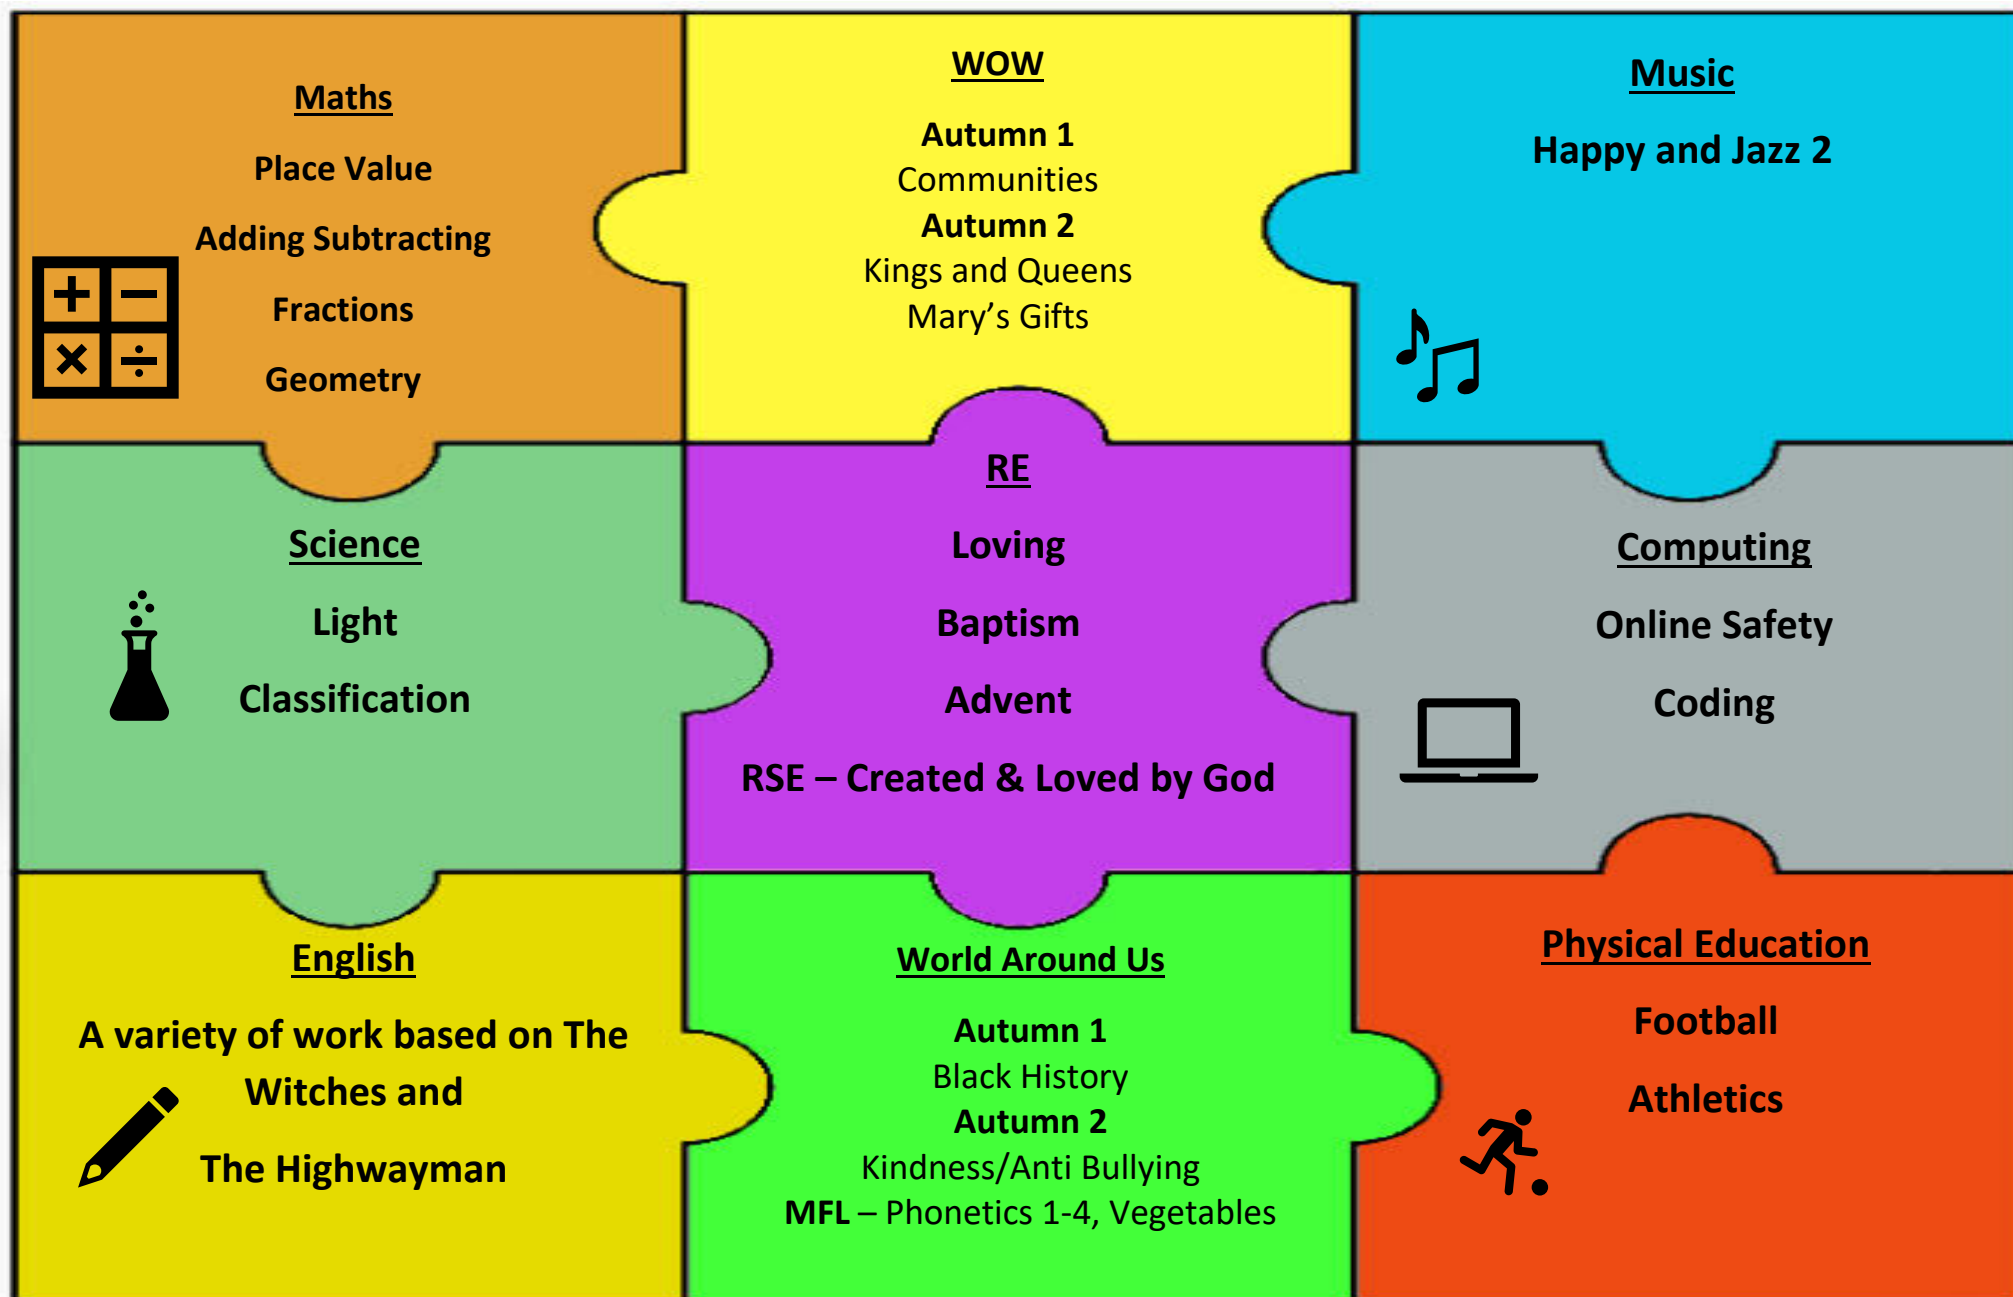 Maths
Place Value
Adding Subtracting
Fractions
Geometry
WOW
Autumn 1
Communities
Autumn 2
Kings and Queens
Mary’s Gifts
Music
Happy and Jazz 2
Science
Light
Classification
RE
Loving
Baptism
Advent
RSE – Created & Loved by God
Computing
Online Safety
Coding
English
A variety of work based on The
Witches and
The Highwayman
World Around Us
Autumn 1
Black History
Autumn 2
Kindness/Anti Bullying
MFL – Phonetics 1-4, Vegetables
Physical Education
Football
Athletics